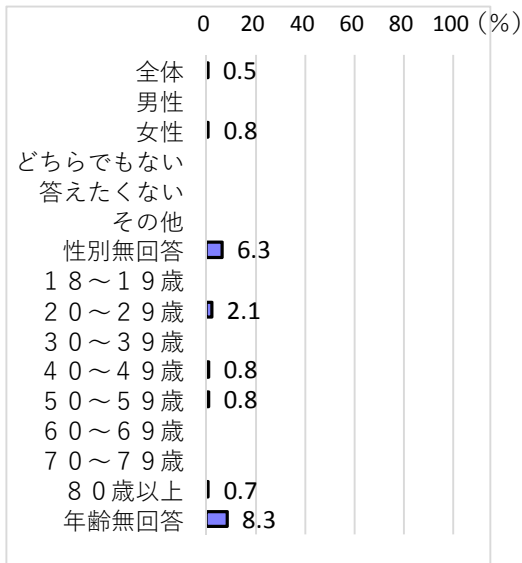 0 20 40 60 80 100 (％)
全体 0.5
男性
女性 0.8
どちらでもない
答えたくない
その他
性別無回答 6.3
１８～１９歳
２０～２９歳 2.1
３０～３９歳
４０～４９歳 0.8
５０～５９歳 0.8
６０～６９歳
７０～７９歳
８０歳以上 0.7
年齢無回答 8.3